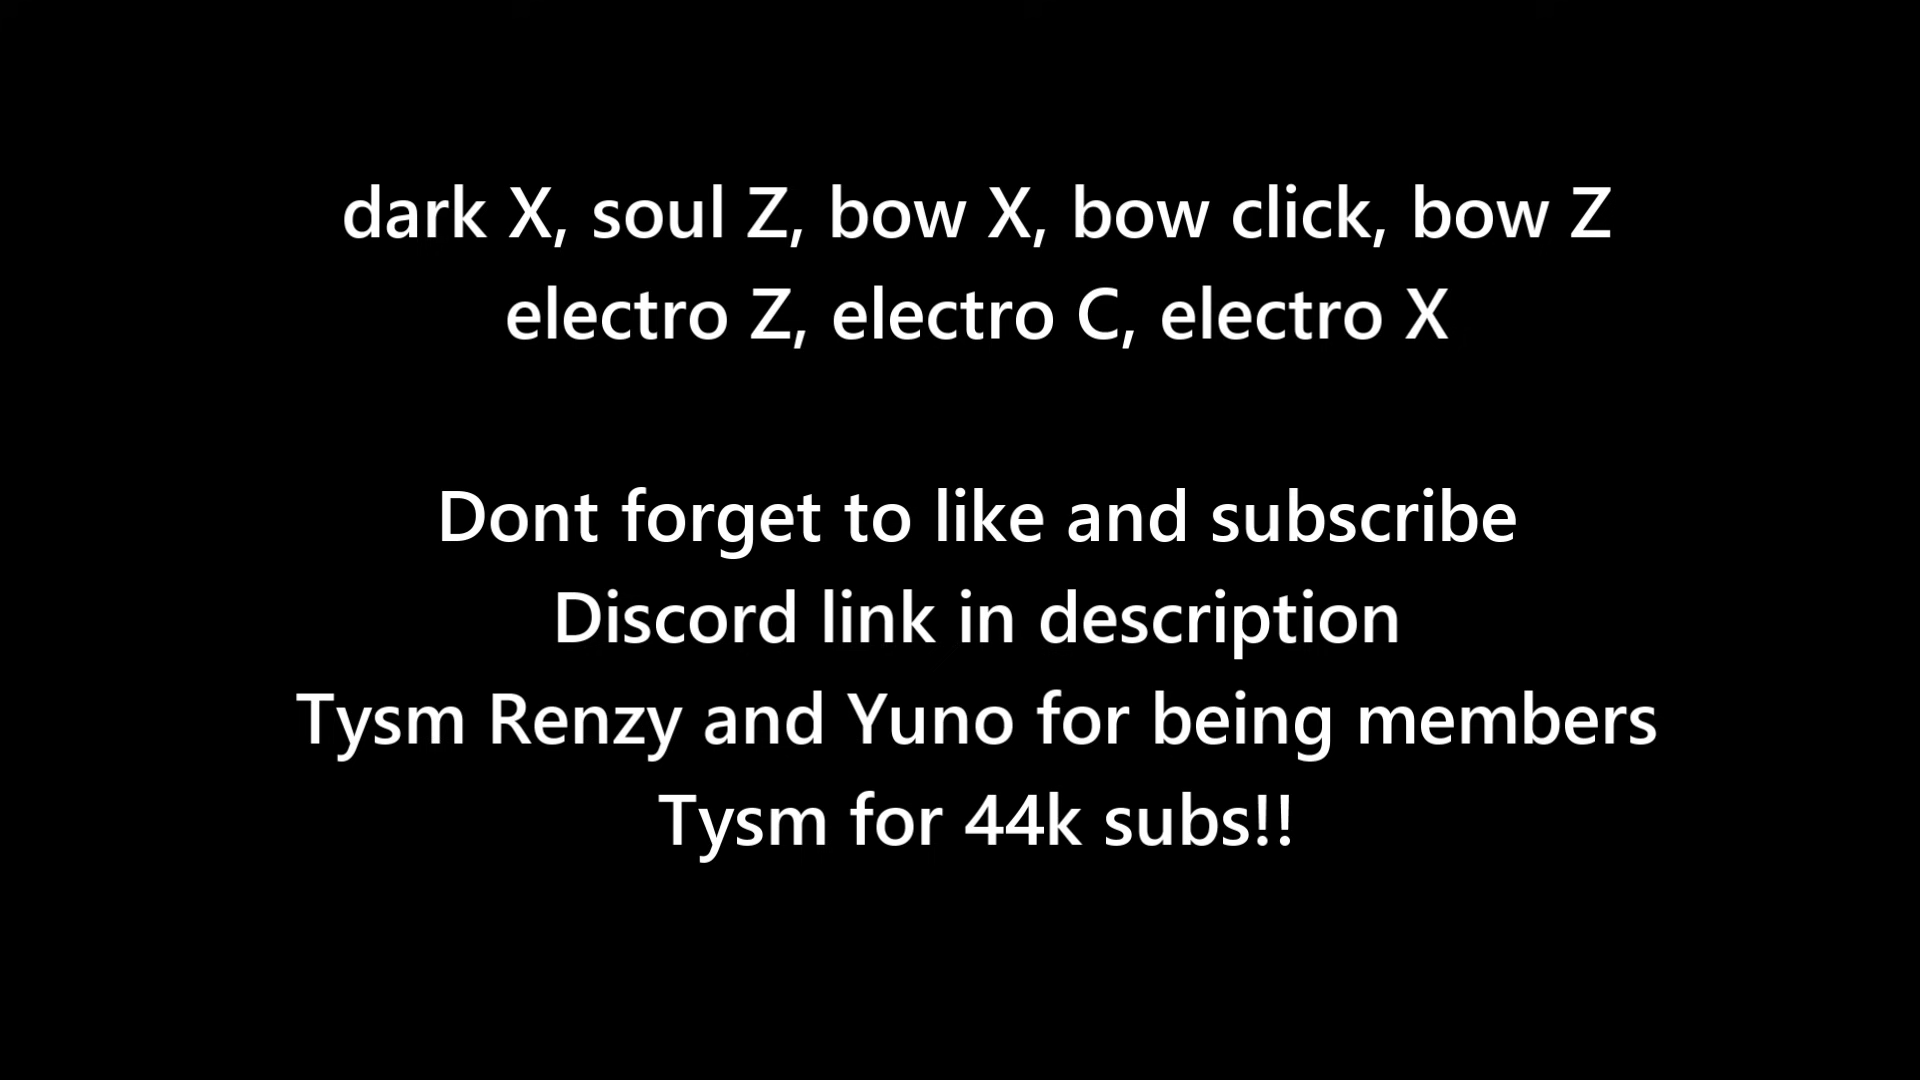 dark X, soul Z, bow X, bow click, bow Z
electro Z, electro C, electro X
Dont forget to like and subscribe
Discord link in description
Tysm Renzy and Yuno for being members
Tysm for 44k subs!!